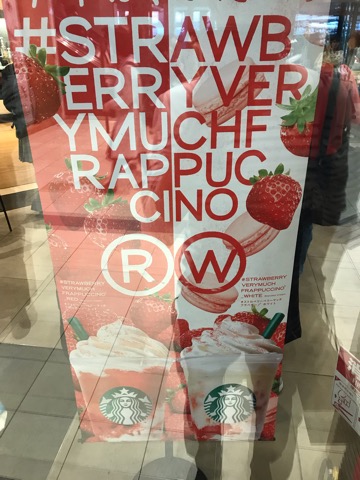 #STRAWB
ERRYVER
YMUCHF
RAPPUC
CINO
R W
#STRAWBERRY
VERYMUCH
FRAPPUCCINO®
#STRAWBERRY
VERYMUCH
FRAPPUCCINO®
WHITE